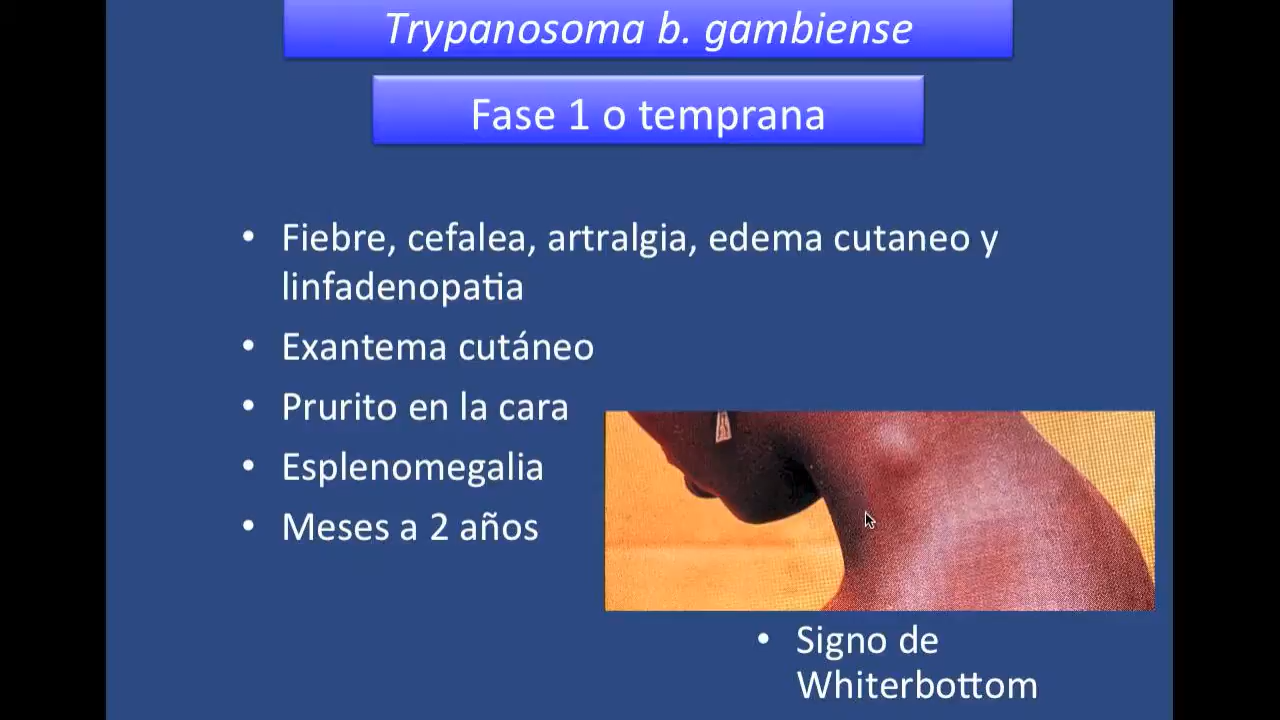 Trypanosoma b. gambiense
Fase 1 o temprana
• Fiebre, cefalea, artralgia, edema cutaneo y
linfadenopatia
• Exantema cutáneo
• Prurito en la cara
• Esplenomegalia
• Meses a 2 años
• Signo de
Whiterbottom